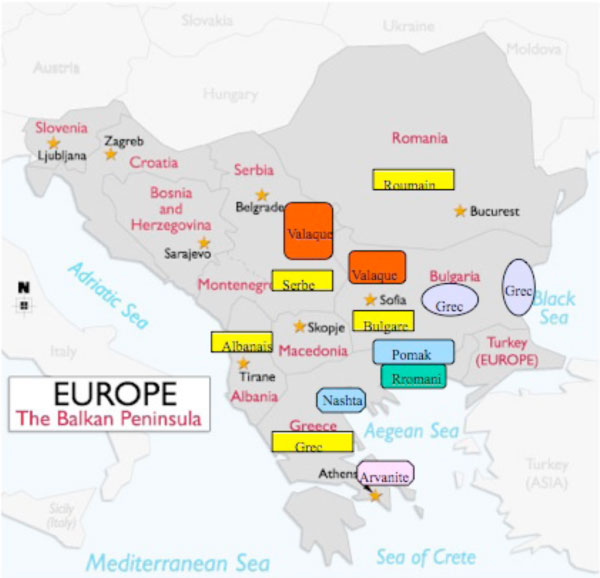 Slovakia
Ukraine
Moldova
Austria
Hungary
Slovenia
Ljubljana
Zagreb
Croatia
Romania
Roumain
Bucurest
Serbia
Belgrade
Bosnia
and
Herzegovina
Sarajevo
Valaque
Valaque
Montenegr
Serbe
Bulgaria
Grec
Grec
Sofia
Bulgare
Black
Sea
Adriatic Sea
N
Italy
Skopje
Macedonia
Albanais
Tirane
Albania
Pomak
Rromani
Turkey
(EUROPE)
EUROPE
The Balkan Peninsula
Nashta
Greece
Grec
Aegean Sea
Athens
Arvanite
Turkey
(ASIA)
Sicily
(Italy)
Mediterranean Sea
Sea of Crete